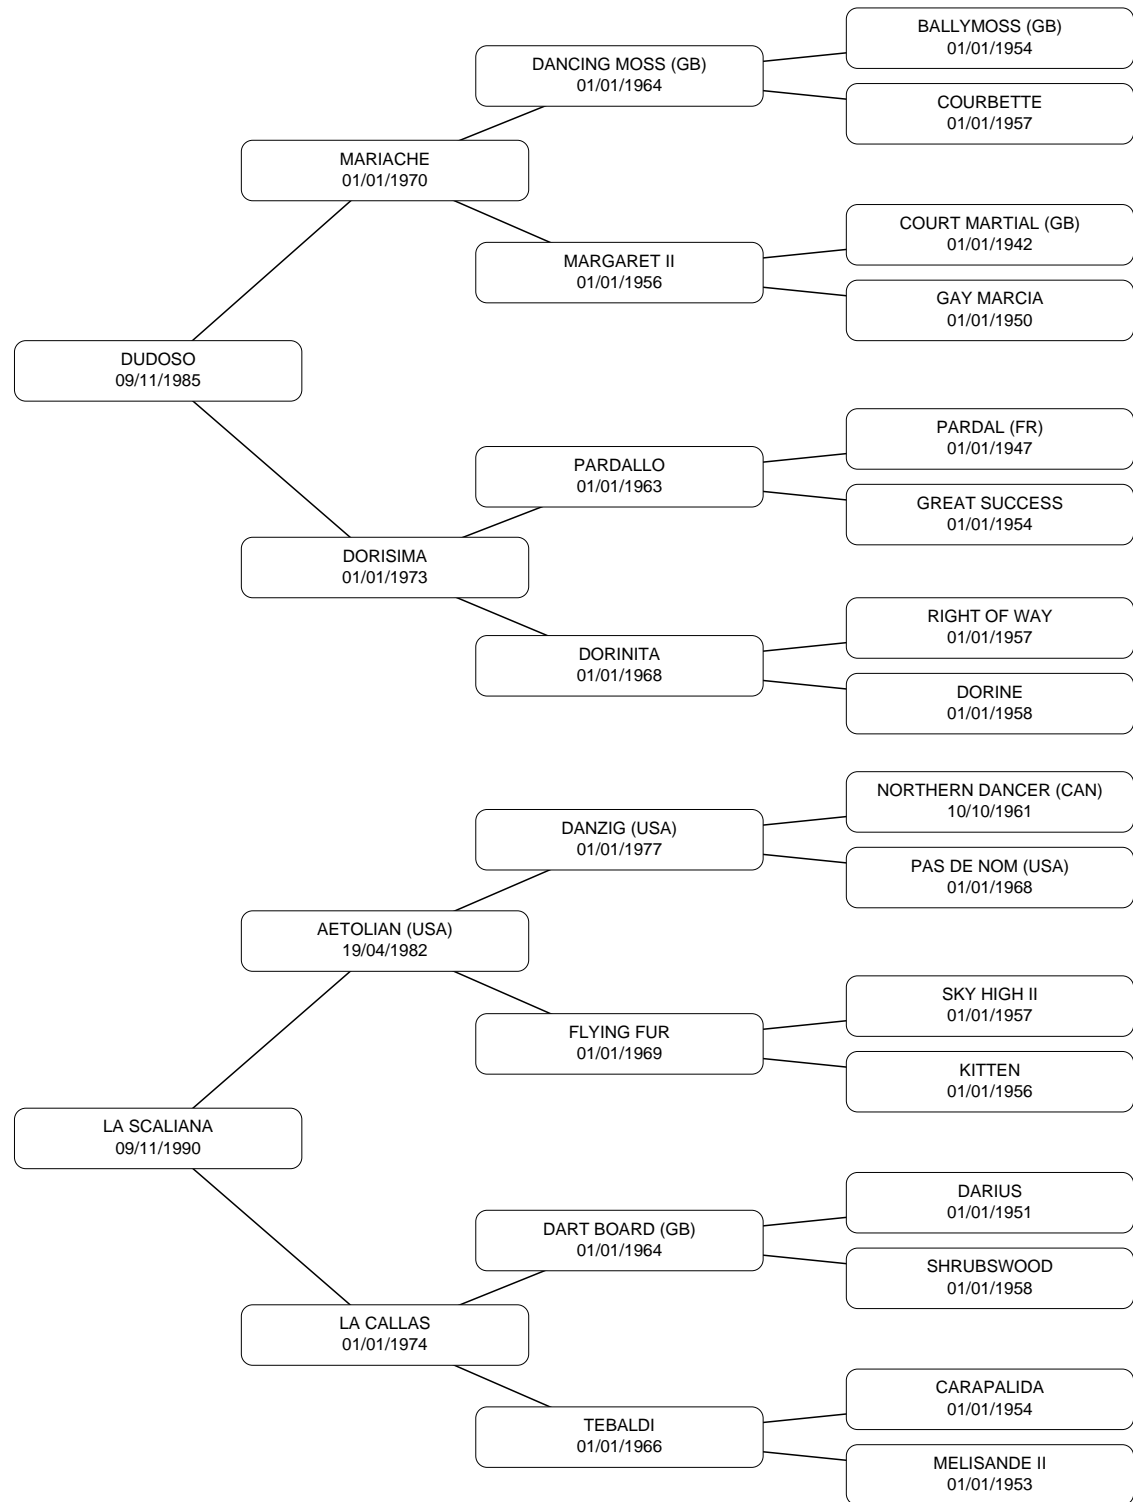 BALLYMOSS (GB)
01/01/1954
DANCING MOSS (GB)
01/01/1964
COURBETTE
01/01/1957
MARIACHE
01/01/1970
COURT MARTIAL (GB)
01/01/1942
MARGARET II
01/01/1956
GAY MARCIA
01/01/1950
DUDOSO
09/11/1985
PARDAL (FR)
01/01/1947
PARDALLO
01/01/1963
GREAT SUCCESS
01/01/1954
DORISIMA
01/01/1973
RIGHT OF WAY
01/01/1957
DORINITA
01/01/1968
DORINE
01/01/1958
NORTHERN DANCER (CAN)
10/10/1961
DANZIG (USA)
01/01/1977
PAS DE NOM (USA)
01/01/1968
AETOLIAN (USA)
19/04/1982
SKY HIGH II
01/01/1957
FLYING FUR
01/01/1969
KITTEN
01/01/1956
LA SCALIANA
09/11/1990
DARIUS
01/01/1951
DART BOARD (GB)
01/01/1964
SHRUBSWOOD
01/01/1958
LA CALLAS
01/01/1974
CARAPALIDA
01/01/1954
TEBALDI
01/01/1966
MELISANDE II
01/01/1953